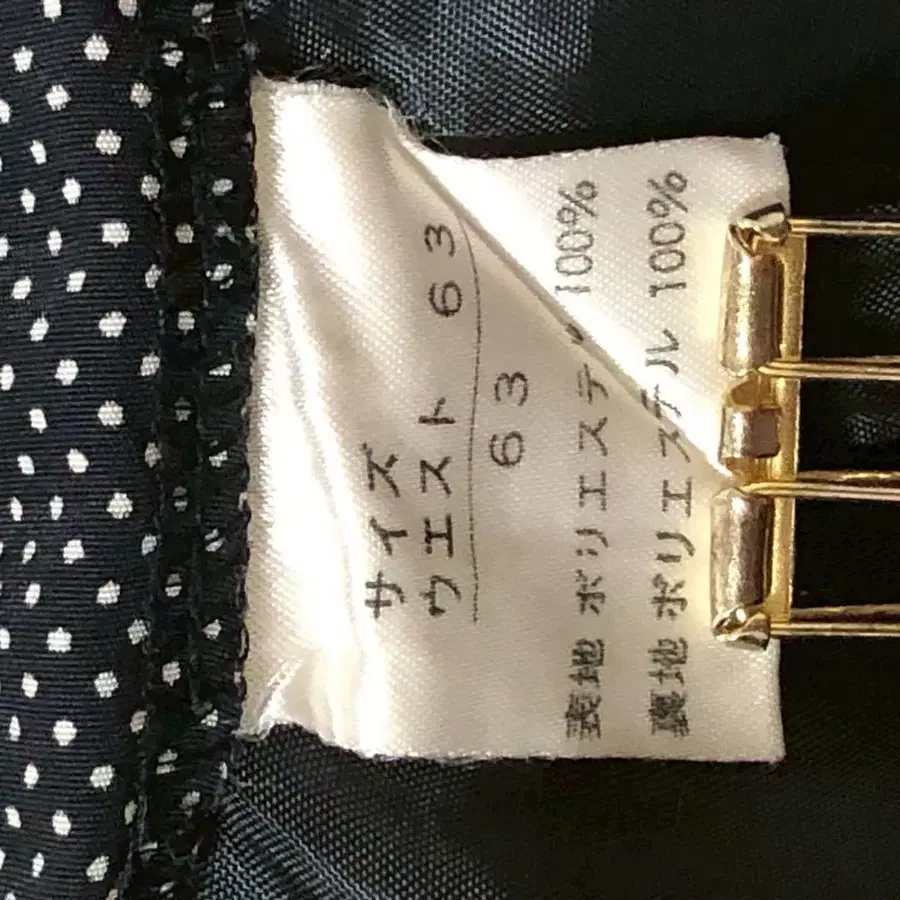 サイズ
ウエスト 63
63
表地 ポリエステ 100%
裏地 ポリエステル 100%